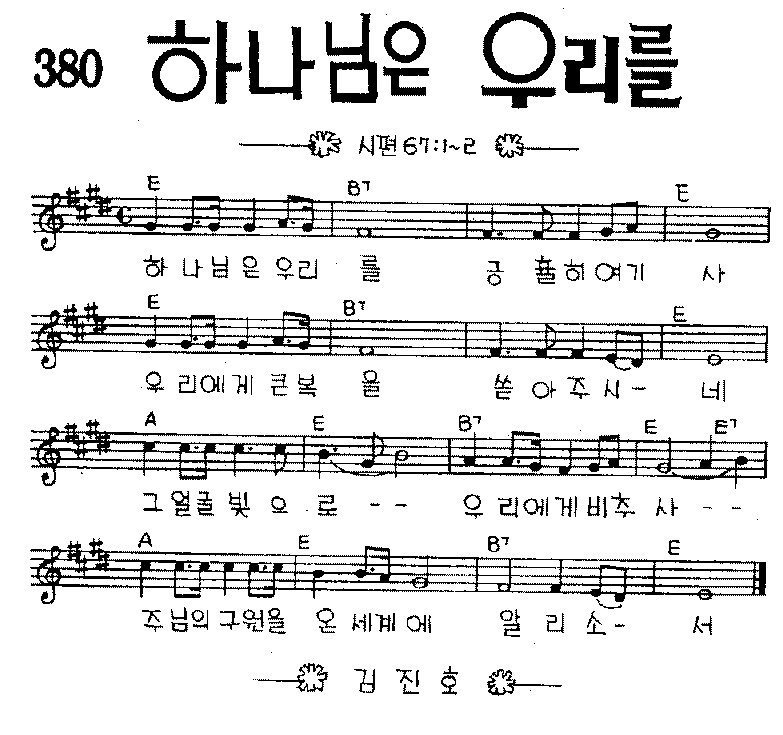 380 하나님은 우리를
시편 67:1~2
E B7 E
하 나 님 은 우 리 를 긍 휼 히 여 기 사
E B7 E
우 리 에 게 큰 복 을 쏟 아 주 시 - 네
A E B7 E E7
그 얼 굴 빛 으 로 - - 우 리 에 게 비 추 사 - -
A E B7 E
주 님 의 구 원 을 온 세 계 에 알 리 소 - 서
김 진 호